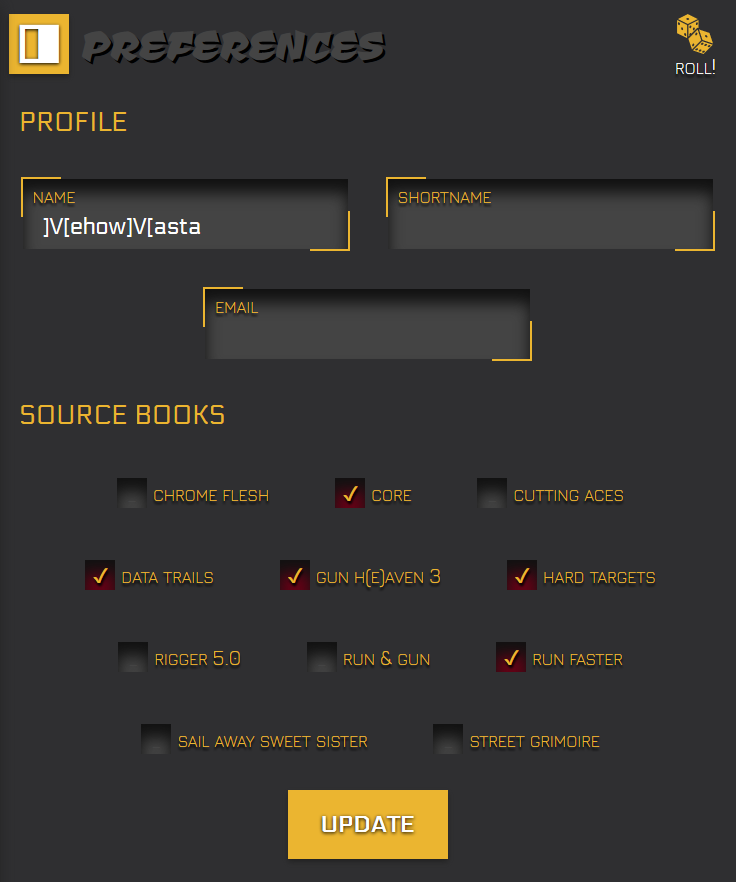 PREFERENCES
ROLL!
PROFILE
NAME
]V[ehow]V[asta
SHORTNAME
EMAIL
SOURCE BOOKS
CHROME FLESH
CORE
CUTTING ACES
DATA TRAILS
GUN H(E)AVEN 3
HARD TARGETS
RIGGER 5.0
RUN & GUN
RUN FASTER
SAIL AWAY SWEET SISTER
STREET GRIMOIRE
UPDATE